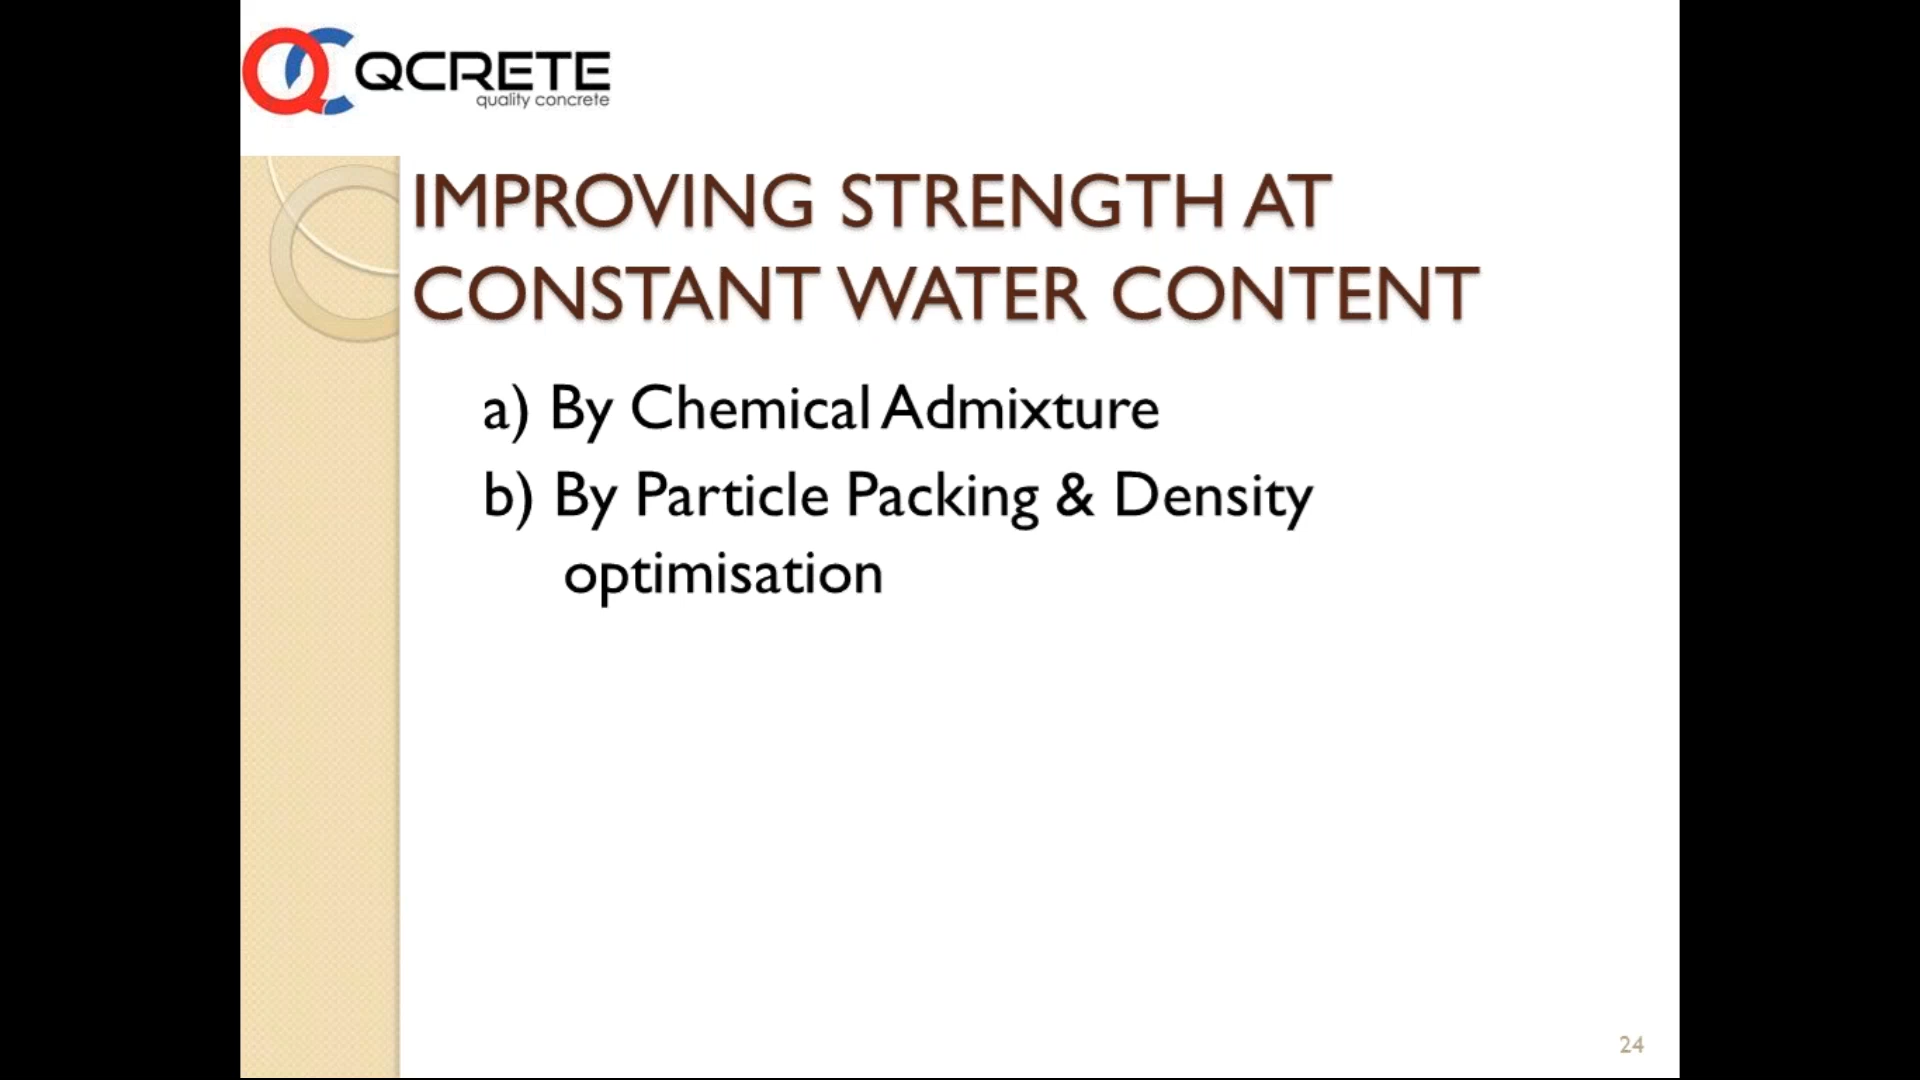 QCRETE
quality concrete
IMPROVING STRENGTH AT
CONSTANT WATER CONTENT
a) By Chemical Admixture
b) By Particle Packing & Density
optimisation
24